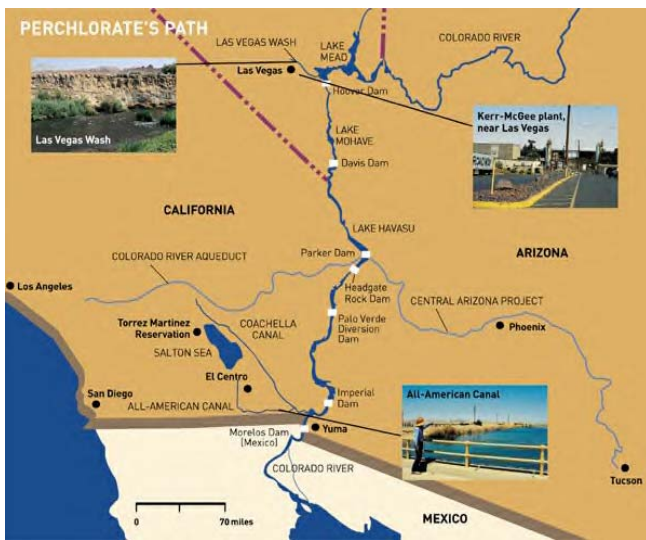 PERCHLORATE'S PATH
LAS VEGAS WASH
LAKE
MEAD
COLORADO RIVER
Las Vegas
Hoover Dam
Las Vegas Wash
Kerr-McGee plant,
near Las Vegas
BROADWAY
LAKE
MOHAVE
Davis Dam
CALIFORNIA
LAKE HAVASU
ARIZONA
Parker Dam
COLORADO RIVER AQUEDUCT
Headgate
Rock Dam
Los Angeles
CENTRAL ARIZONA PROJECT
Palo Verde
Diversion
Dam
Phoenix
Torrez Martinez
Reservation
COACHELLA
CANAL
SALTON SEA
El Centro
San Diego
ALL-AMERICAN CANAL
Imperial
Dam
All-American Canal
Morelos Dam
(Mexico)
Yuma
COLORADO RIVER
Tucson
0
70 miles
MEXICO